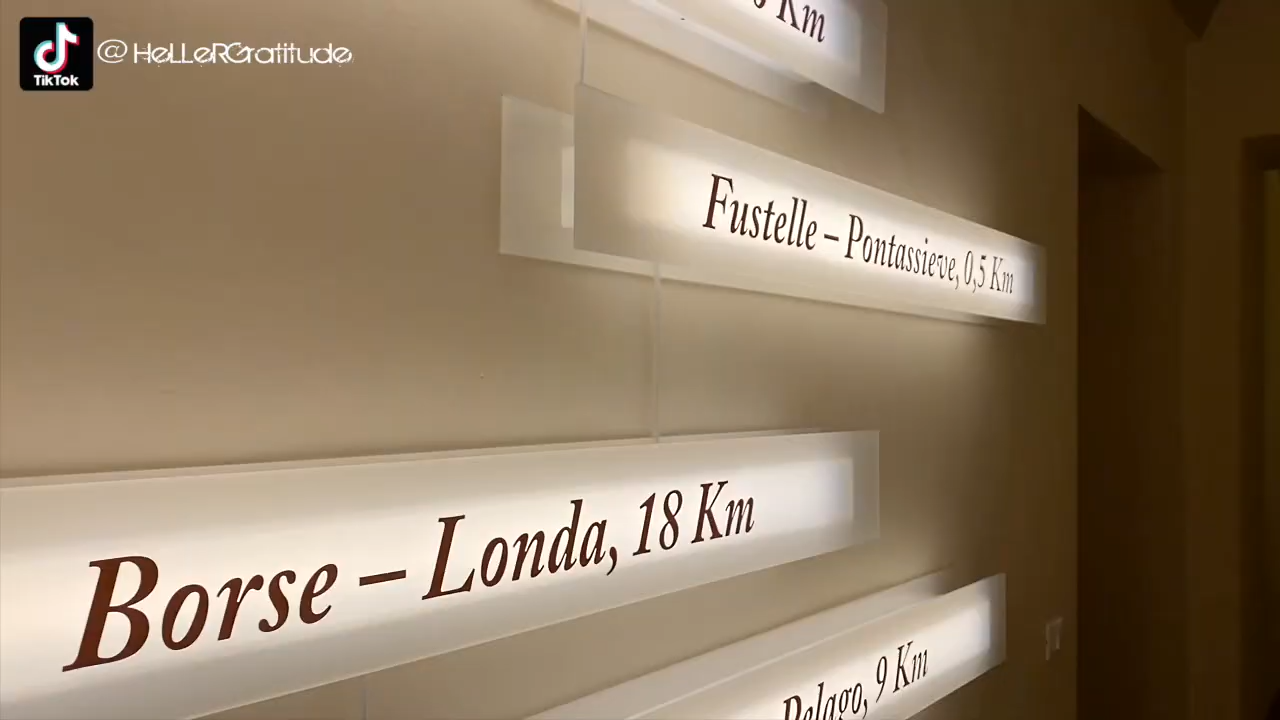 TikTok
@HeLLeRGratitude
Km
Fustelle – Pontassieve, 0,5 Km
Borse – Londa, 18 Km
Pelago, 9 Km